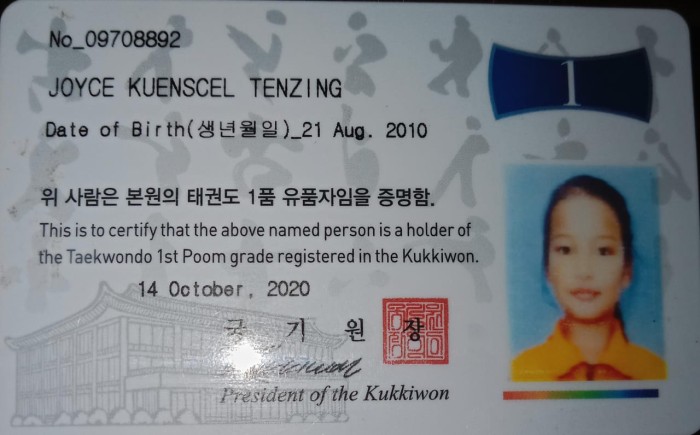 No_09708892
1
JOYCE KUENSCEL TENZING
Date of Birth(생년월일)_21 Aug. 2010
위 사람은 본원의 태권도 1품 유품자임을 증명함.
This is to certify that the above named person is a holder of
the Taekwondo 1st Poom grade registered in the Kukkiwon.
14 October, 2020
국 기 원 장
President of the Kukkiwon